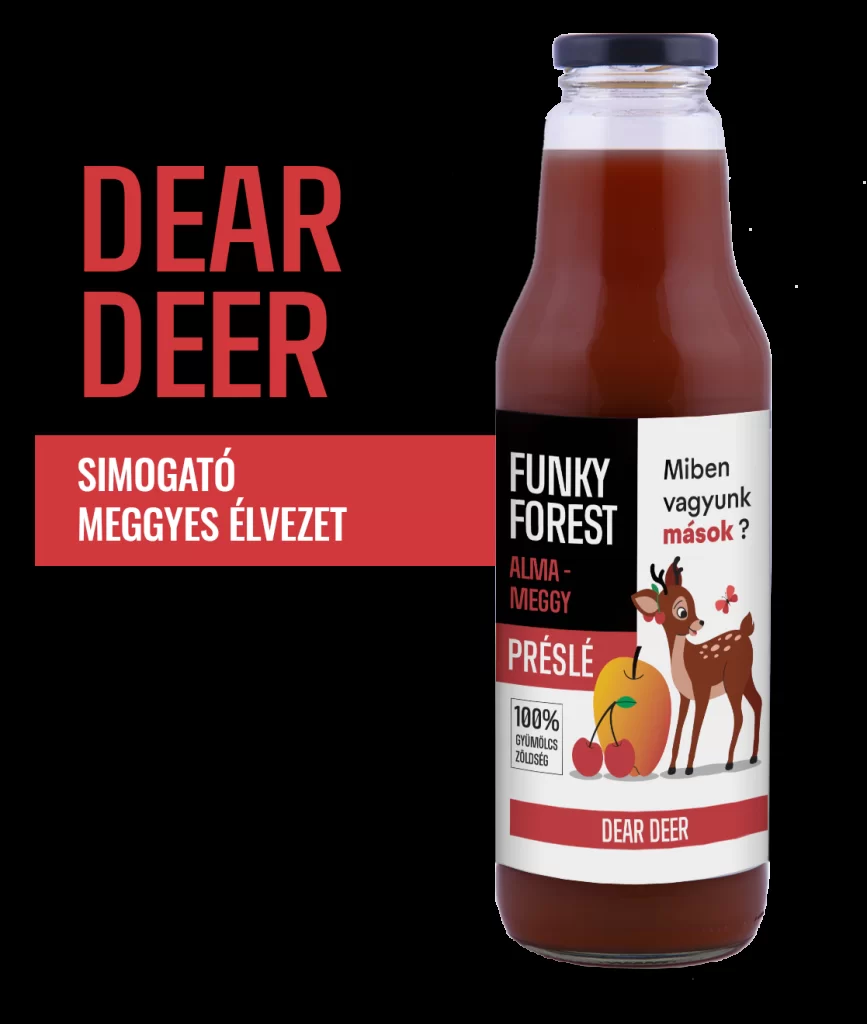 DEAR
DEER
SIMOGATÓ
MEGGYES ÉLVEZET
FUNKY
FOREST
ALMA -
MEGGY
PRÉSLÉ
100%
GYÜMÖLCS
ZÖLDSÉG
Miben
vagyunk
mások ?
DEAR DEER